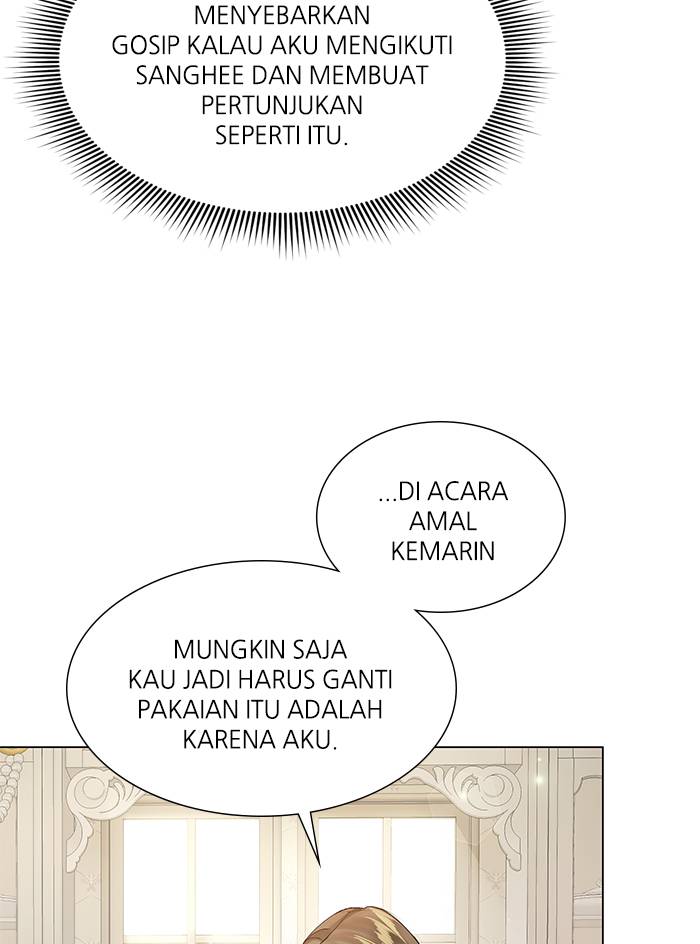 MENYEBARKAN
GOSIP KALAU AKU MENGIKUTI
SANGHEE DAN MEMBUAT
PERTUNJUKAN
SEPERTI ITU.
...DI ACARA
AMAL
KEMARIN
MUNGKIN SAJA
KAU JADI HARUS GANTI
PAKAIAN ITU ADALAH
KARENA AKU.